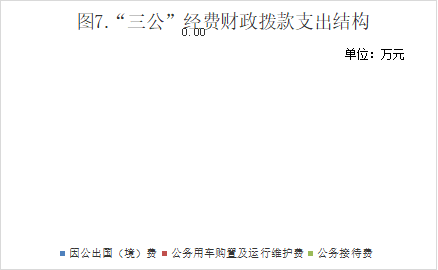 图7.“三公”经费财政拨款支出结构
0.00
单位：万元
因公出国（境）费 公务用车购置及运行维护费 公务接待费